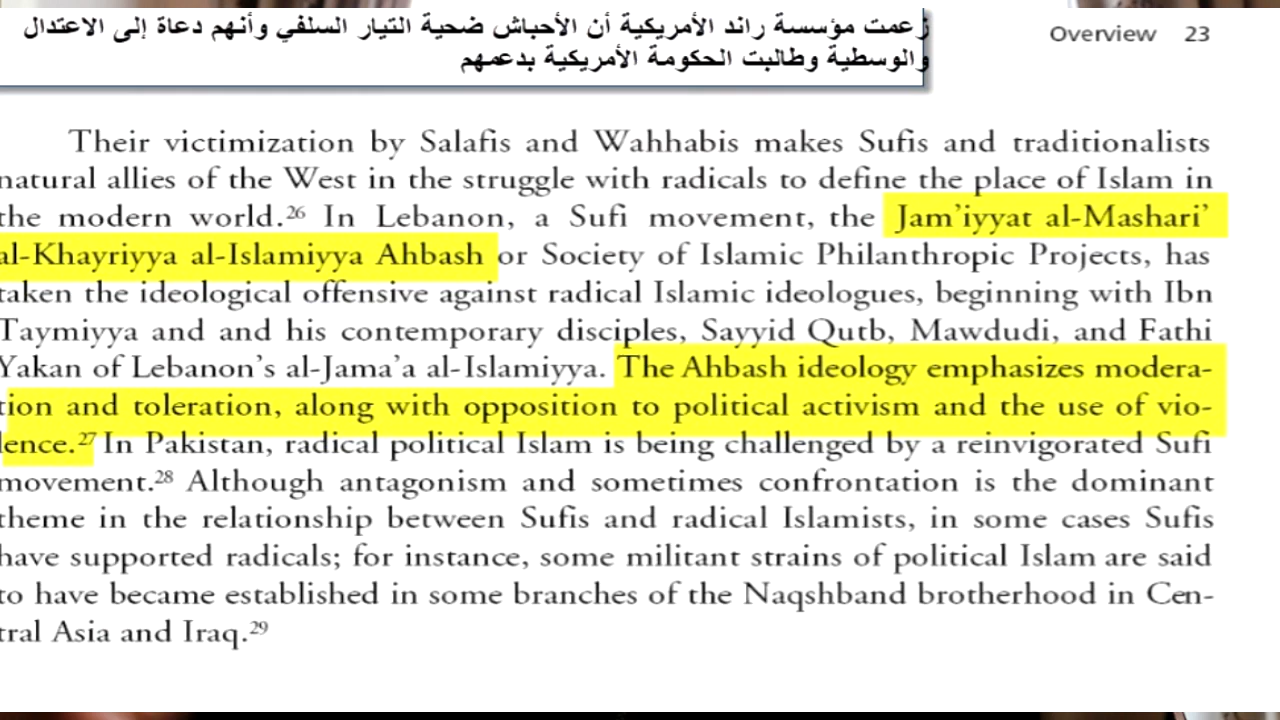 زعمت مؤسسة راند الأمريكية أن الأحباش ضحية التيار السلفي وأنهم دعاة إلى الاعتدال
والوسطية وطالبت الحكومة الأمريكية بدعمهم
Overview 23
Their victimization by Salafis and Wahhabis makes Sufis and traditionalists
natural allies of the West in the struggle with radicals to define the place of Islam in
the modern world.26 In Lebanon, a Sufi movement, the Jam’iyyat al-Mashari’
al-Khayriyya al-Islamiyya Ahbash or Society of Islamic Philanthropic Projects, has
taken the ideological offensive against radical Islamic ideologues, beginning with Ibn
Taymiyya and and his contemporary disciples, Sayyid Qutb, Mawdudi, and Fathi
Yakan of Lebanon’s al-Jama’a al-Islamiyya. The Ahbash ideology emphasizes modera-
tion and toleration, along with opposition to political activism and the use of vio-
lence.27 In Pakistan, radical political Islam is being challenged by a reinvigorated Sufi
movement.28 Although antagonism and sometimes confrontation is the dominant
theme in the relationship between Sufis and radical Islamists, in some cases Sufis
have supported radicals; for instance, some militant strains of political Islam are said
to have became established in some branches of the Naqshband brotherhood in Cen-
tral Asia and Iraq.29